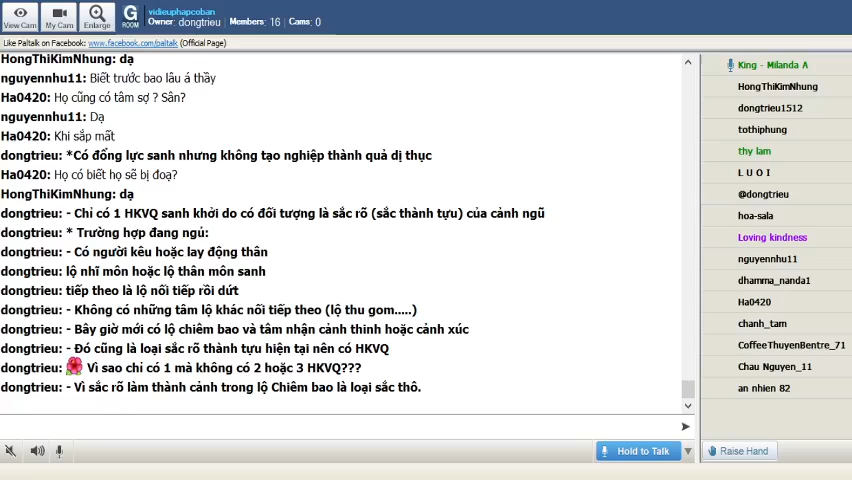 View Cam
My Cam
Enlarge
G
ROOM
vidieuphapcoban
Owner: dongtrieu Members: 16 Cams: 0
Like Paltalk on Facebook: www.facebook.com/paltalk (Official Page)
HongThiKimNhung: dạ
nguyennhu11: Biết trước bao lâu á thầy
Ha0420: Họ cũng có tâm sợ ? Sân?
nguyennhu11: Dạ
Ha0420: Khi sắp mất
dongtrieu: *Có đổng lực sanh nhưng không tạo nghiệp thành quả dị thục
Ha0420: Họ có biết họ sẽ bị đoạ?
HongThiKimNhung: dạ
dongtrieu: - Chỉ có 1 HKVQ sanh khởi do có đối tượng là sắc rõ (sắc thành tựu) của cảnh ngũ
dongtrieu: * Trường hợp đang ngủ:
dongtrieu: - Có người kêu hoặc lay động thân
dongtrieu: lộ nhĩ môn hoặc lộ thân môn sanh
dongtrieu: tiếp theo là lộ nối tiếp rồi dứt
dongtrieu: - Không có những tâm lộ khác nối tiếp theo (lộ thu gom.....)
dongtrieu: - Bây giờ mới có lộ chiêm bao và tâm nhận cảnh thinh hoặc cảnh xúc
dongtrieu: - Đó cũng là loại sắc rõ thành tựu hiện tại nên có HKVQ
dongtrieu: Vì sao chỉ có 1 mà không có 2 hoặc 3 HKVQ???
dongtrieu: - Vì sắc rõ làm thành cảnh trong lộ Chiêm bao là loại sắc thô.
Hold to Talk
King - Milanda A
HongThiKimNhung
dongtrieu1512
tothiphung
thy lam
L U O I
@dongtrieu
hoa-sala
Loving kindness
nguyennhu11
dhamma_nanda1
Ha0420
chanh_tam
CoffeeThuyenBentre_71
Chau Nguyen_11
an nhien 82
Raise Hand